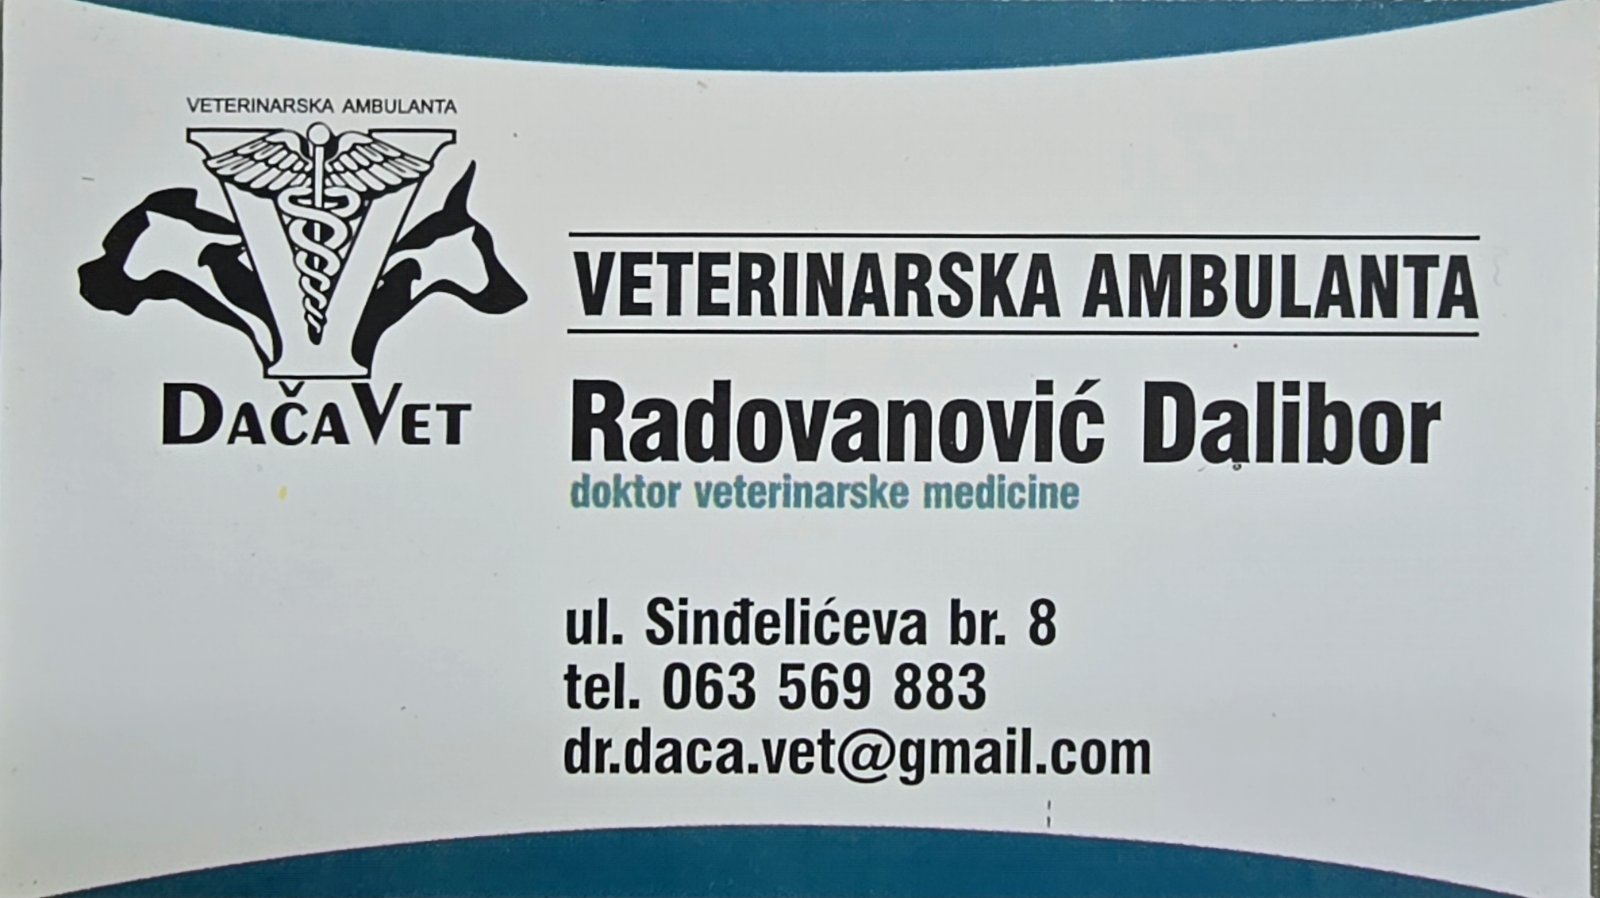 VETERINARSKA AMBULANTA
DAČAVET
VETERINARSKA AMBULANTA
Radovanović Dalibor
doktor veterinarske medicine
ul. Sinđelićeva br. 8
tel. 063 569 883
dr.daca.vet@gmail.com